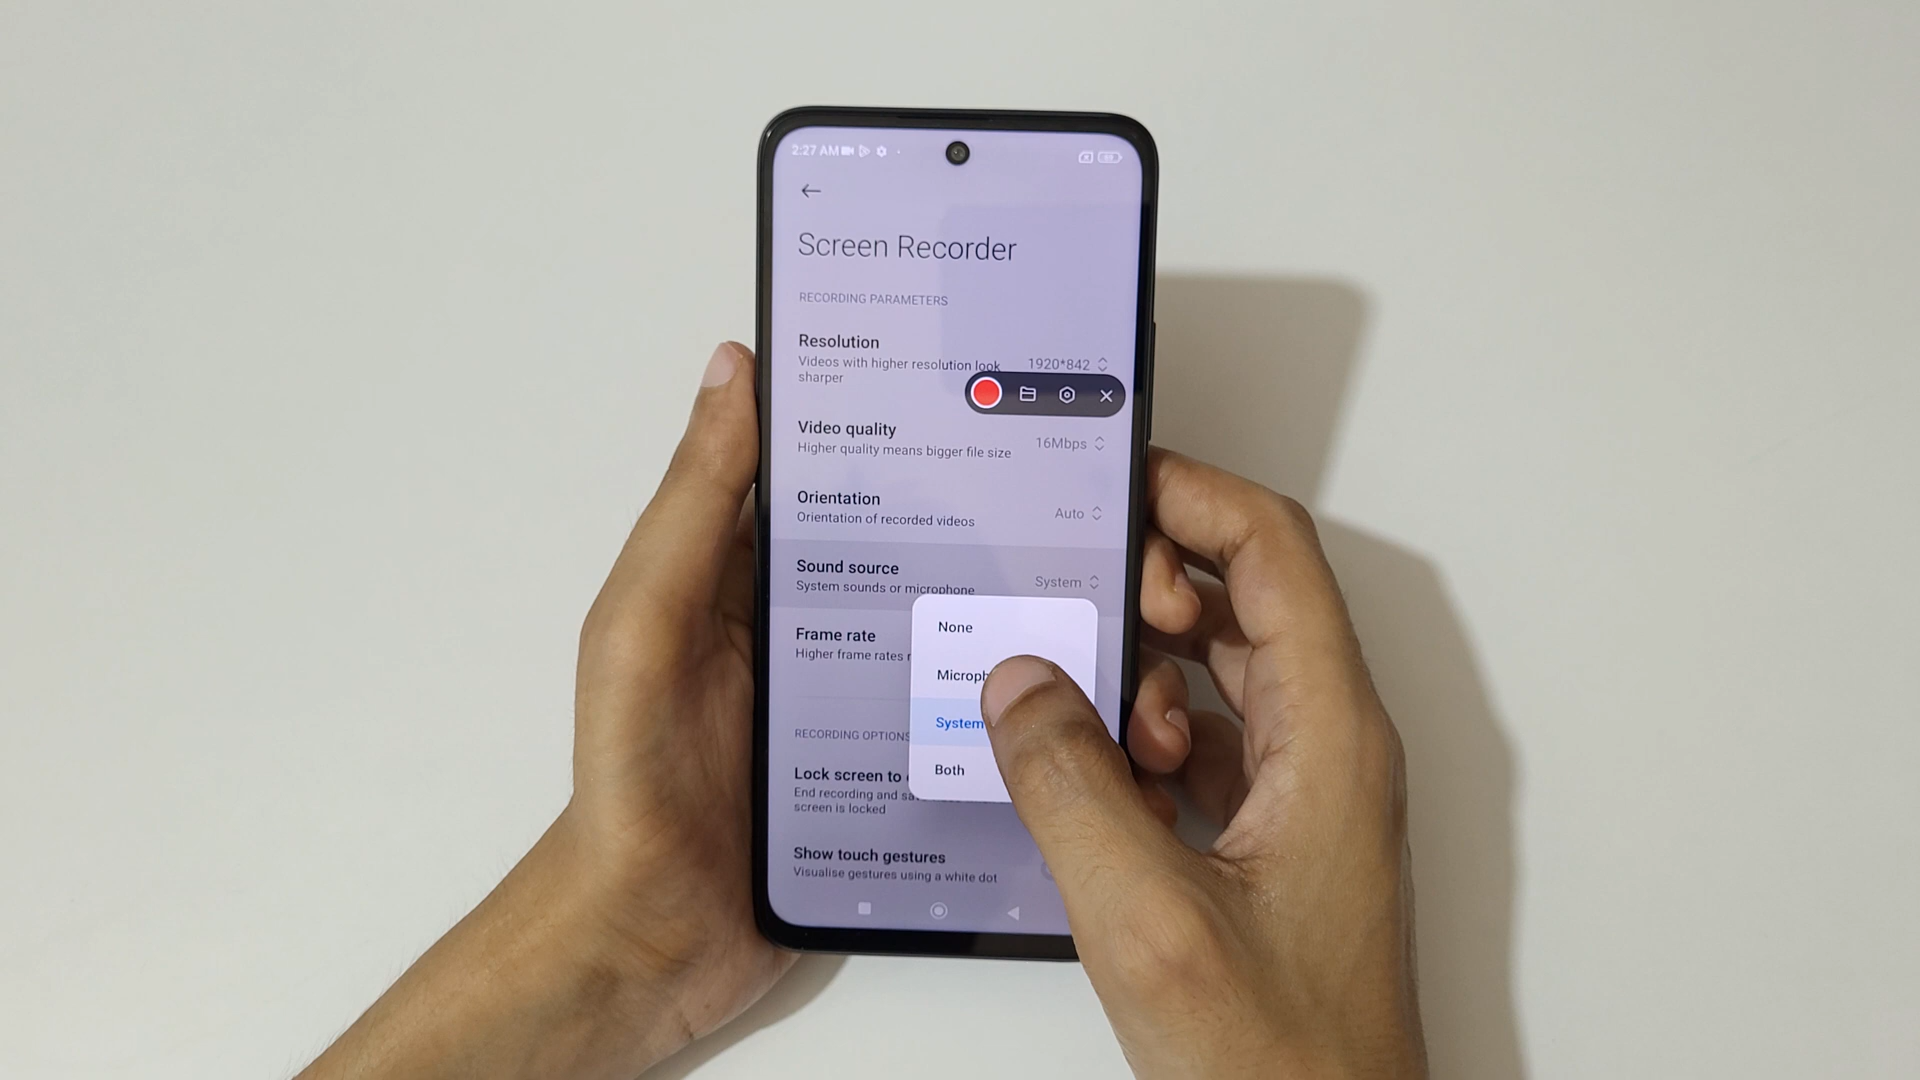 2:27 AM
Screen Recorder
RECORDING PARAMETERS
Resolution
Videos with higher resolution look
sharper
1920*842
Video quality
Higher quality means bigger file size
16Mbps
Orientation
Orientation of recorded videos
Auto
Sound source
System sounds or microphone
System
None
System
Both
Frame rate
Higher frame rates
RECORDING OPTIONS
Lock screen to
End recording and
screen is locked
Show touch gestures
Visualise gestures using a white dot